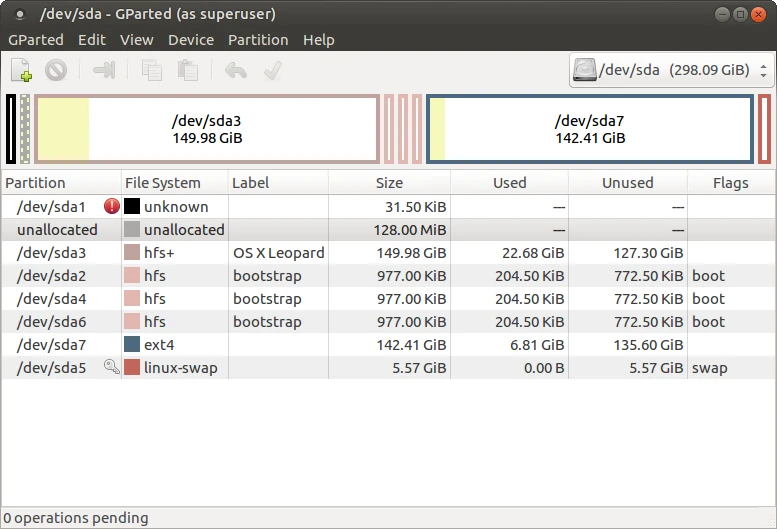 /dev/sda - GParted (as superuser)
GParted Edit View Device Partition Help
/dev/sda (298.09 GiB)
/dev/sda3 /dev/sda7
149.98 GiB 142.41 GiB
Partition File System Label Size Used Unused Flags
/dev/sda1 unknown 31.50 KiB --- ---
unallocated unallocated 128.00 MiB --- ---
/dev/sda3 hfs+ OS X Leopard 149.98 GiB 22.68 GiB 127.30 GiB
/dev/sda2 hfs bootstrap 977.00 KiB 204.50 KiB 772.50 KiB boot
/dev/sda4 hfs bootstrap 977.00 KiB 204.50 KiB 772.50 KiB boot
/dev/sda6 hfs bootstrap 977.00 KiB 204.50 KiB 772.50 KiB boot
/dev/sda7 ext4 142.41 GiB 6.81 GiB 135.60 GiB
/dev/sda5 linux-swap 5.57 GiB 0.00 B 5.57 GiB swap
0 operations pending